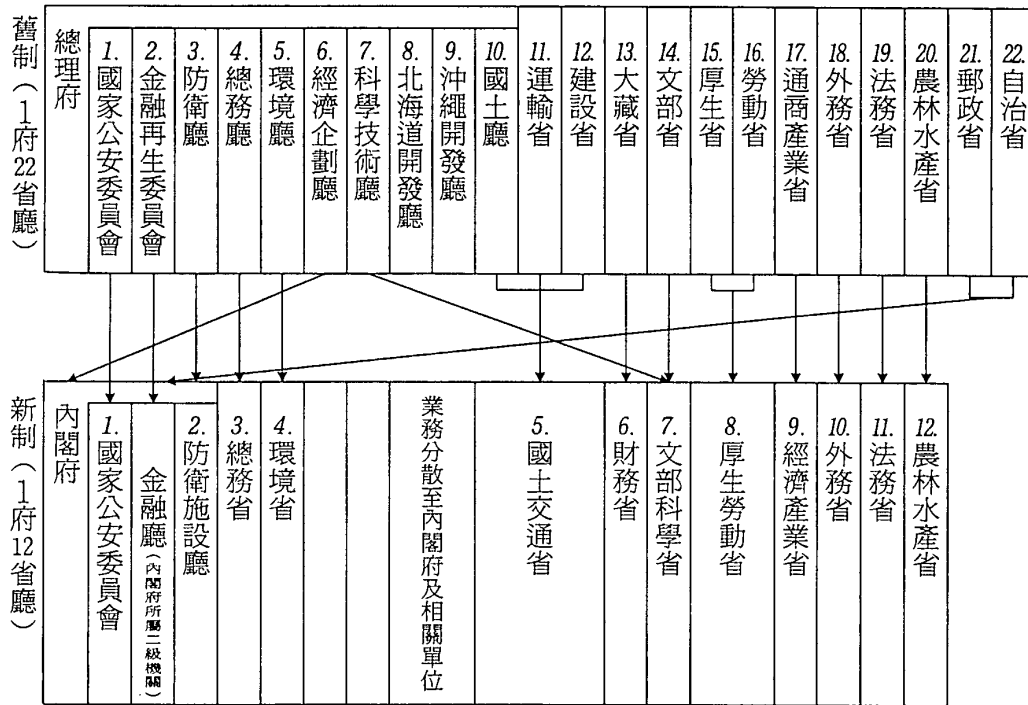 舊制（1府22省廳）
總理府
1.國家公安委員會
2.金融再生委員會
3.防衛廳
4.總務廳
5.環境廳
6.經濟企劃廳
7.科學技術廳
8.北海道開發廳
9.沖繩開發廳
10.國土廳
11.運輸省
12.建設省
13.大藏省
14.文部省
15.厚生省
16.勞動省
17.通商產業省
18.外務省
19.法務省
20.農林水產省
21.郵政省
22.自治省
新制（1府12省廳）
內閣府
1.國家公安委員會
金融廳（內閣府所屬二級機關）
2.防衛施設廳
3.總務省
4.環境省
業務分散至內閣府及相關單位
5.國土交通省
6.財務省
7.文部科學省
8.厚生勞動省
9.經濟產業省
10.外務省
11.法務省
12.農林水產省